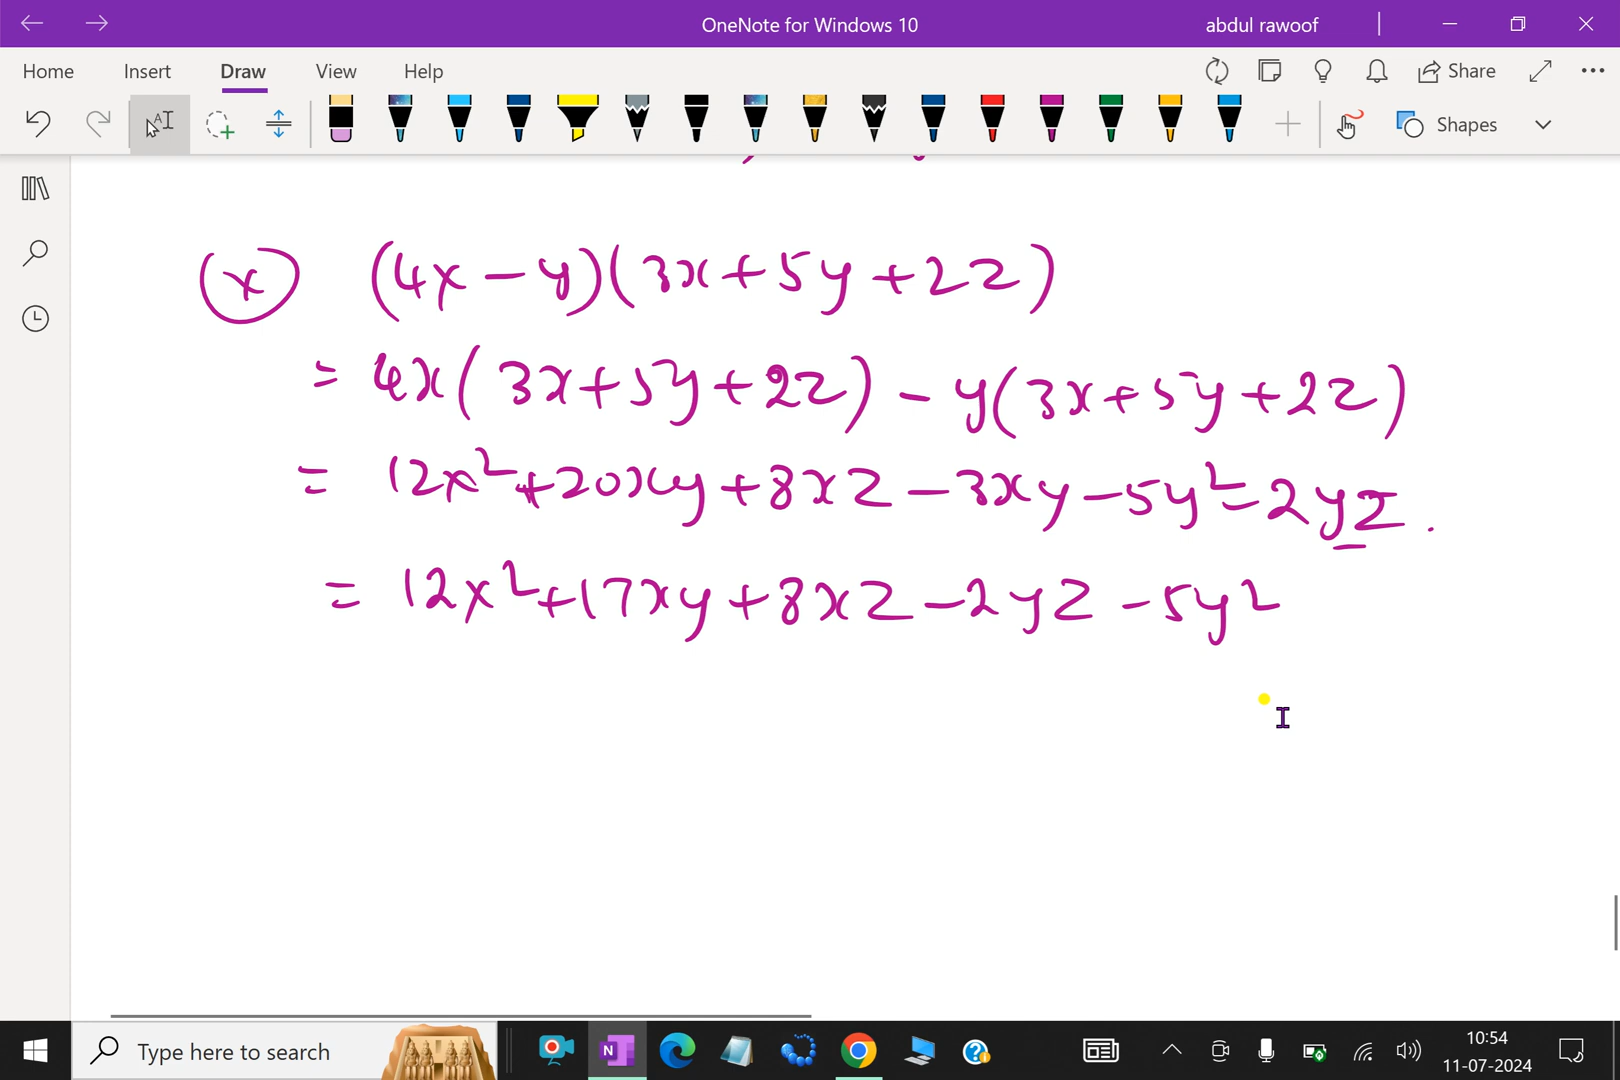 OneNote for Windows 10
abdul rawoof
Home Insert Draw View Help
Share
Shapes
(x) (4x-y)(3x+5y+2z)
= 4x(3x+5y+2z) - y(3x+5y+2z)
= 12x²+20xy+8xz-3xy-5y²-2yz.
= 12x²+17xy+8xz-2yz-5y²
Type here to search
10:54
11-07-2024